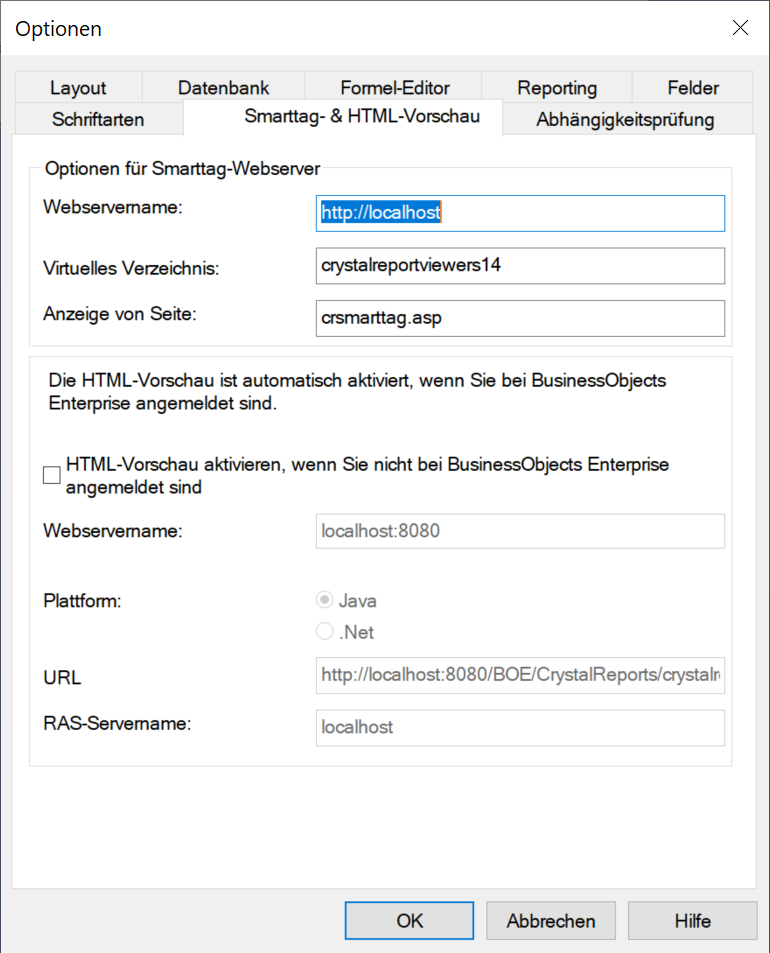 Optionen
Layout
Datenbank
Formel-Editor
Reporting
Felder
Schriftarten
Smarttag- & HTML-Vorschau
Abhängigkeitsprüfung
Optionen für Smarttag-Webserver
Webservername:
http://localhost
Virtuelles Verzeichnis:
crystalreportviewers14
Anzeige von Seite:
crsmarttag.asp
Die HTML-Vorschau ist automatisch aktiviert, wenn Sie bei BusinessObjects
Enterprise angemeldet sind.
HTML-Vorschau aktivieren, wenn Sie nicht bei BusinessObjects Enterprise
angemeldet sind
Webservername:
localhost:8080
Plattform:
Java
.Net
URL
http://localhost:8080/BOE/CrystalReports/crystalr
RAS-Servername:
localhost
OK
Abbrechen
Hilfe